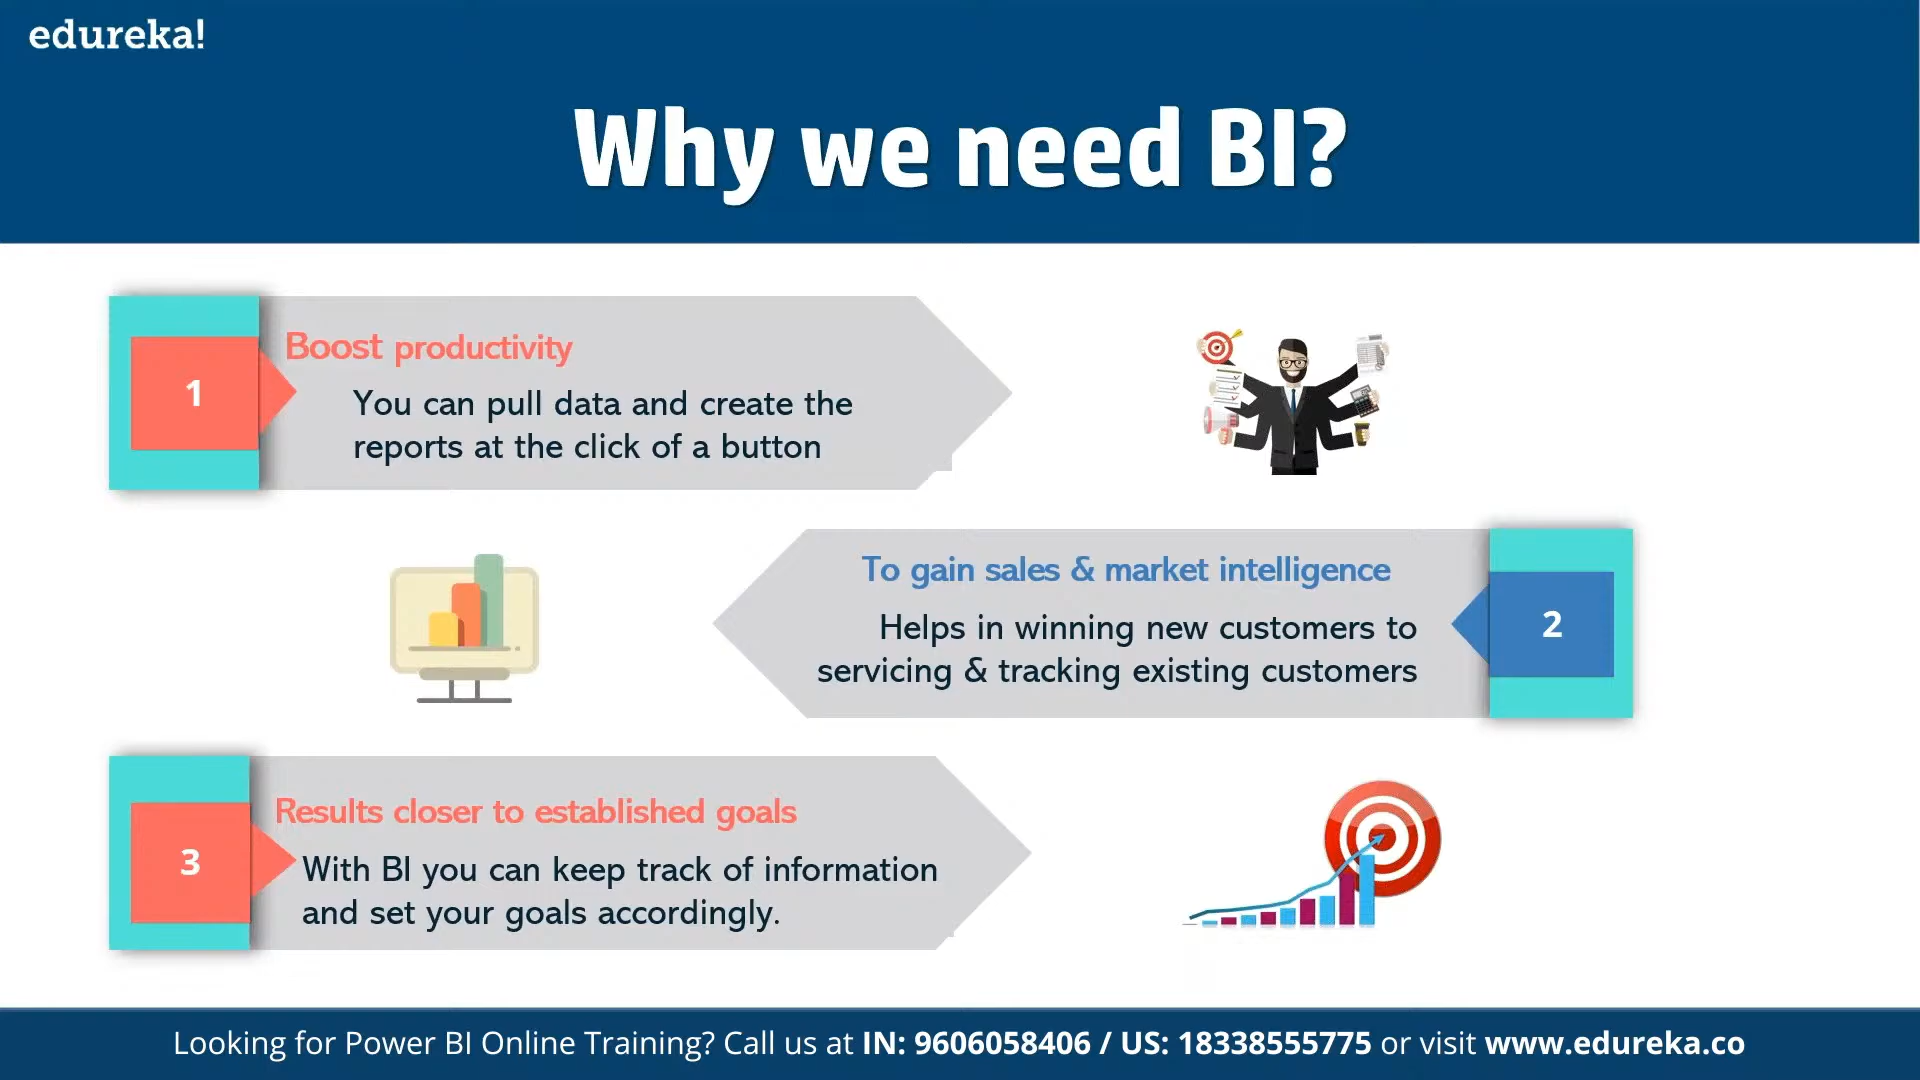 edureka!
Why we need BI?
1
Boost productivity
You can pull data and create the
reports at the click of a button
To gain sales & market intelligence
Helps in winning new customers to
servicing & tracking existing customers
2
3
Results closer to established goals
With BI you can keep track of information
and set your goals accordingly.
Looking for Power BI Online Training? Call us at IN: 9606058406 / US: 18338555775 or visit www.edureka.co